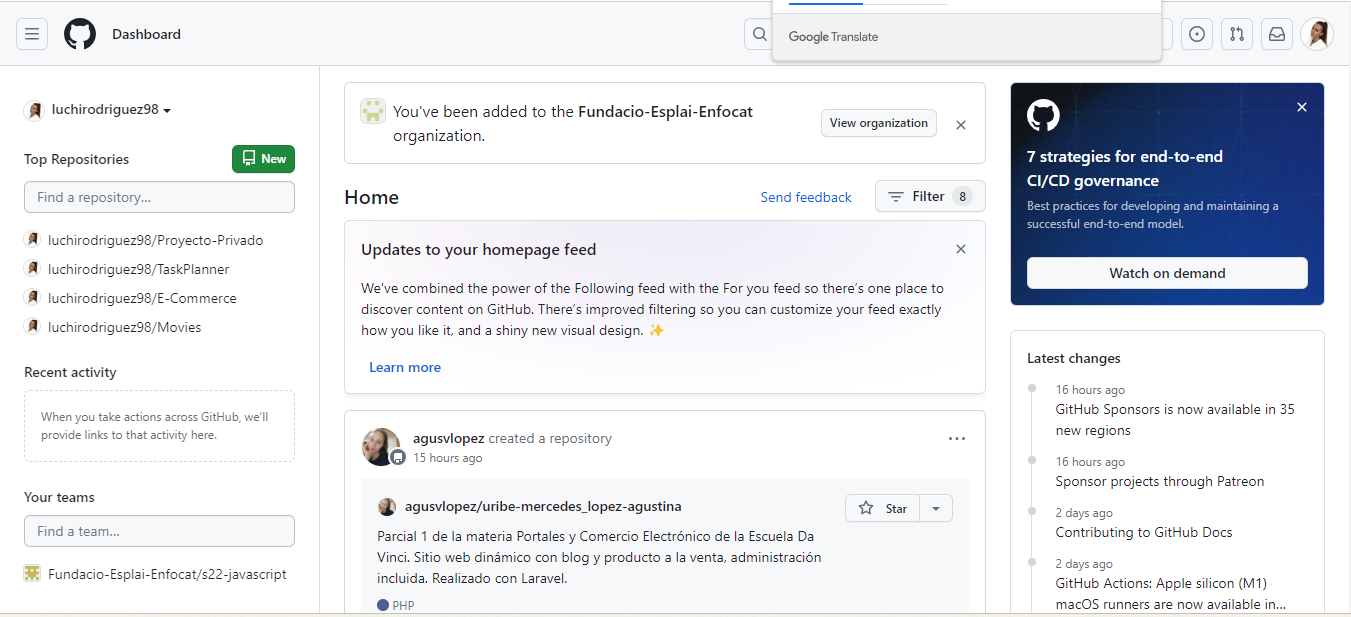 Dashboard
Google Translate
luchirodriguez98
Top Repositories
New
Find a repository...
luchirodriguez98/Proyecto-Privado
luchirodriguez98/TaskPlanner
luchirodriguez98/E-Commerce
luchirodriguez98/Movies
Recent activity
When you take actions across GitHub, we'll
provide links to that activity here.
Your teams
Find a team...
Fundacio-Esplai-Enfocat/s22-javascript
You've been added to the Fundacio-Esplai-Enfocat
organization.
View organization
Home
Send feedback
Filter 8
Updates to your homepage feed
We've combined the power of the Following feed with the For you feed so there's one place to
discover content on GitHub. There's improved filtering so you can customize your feed exactly
how you like it, and a shiny new visual design. ✨
Learn more
agusvlopez created a repository
15 hours ago
agusvlopez/uribe-mercedes_lopez-agustina
Star
Parcial 1 de la materia Portales y Comercio Electrónico de la Escuela Da
Vinci. Sitio web dinámico con blog y producto a la venta, administración
incluida. Realizado con Laravel.
PHP
7 strategies for end-to-end
CI/CD governance
Best practices for developing and maintaining a
successful end-to-end model.
Watch on demand
Latest changes
16 hours ago
GitHub Sponsors is now available in 35
new regions
16 hours ago
Sponsor projects through Patreon
2 days ago
Contributing to GitHub Docs
2 days ago
GitHub Actions: Apple silicon (M1)
macOS runners are now available in...